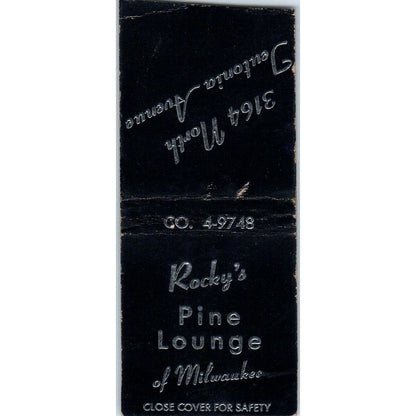 3164 North
Teutonia Avenue
CO. 4-9748
Rocky's
Pine
Lounge
of Milwaukee
CLOSE COVER FOR SAFETY